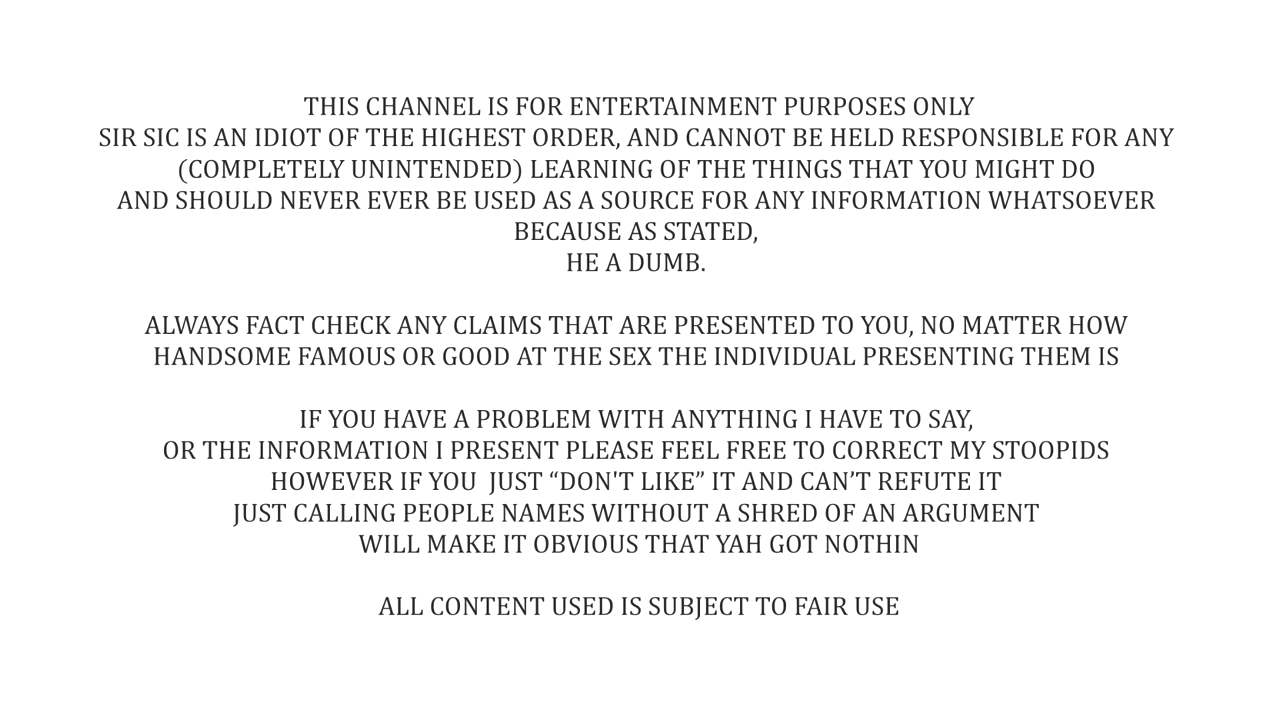 THIS CHANNEL IS FOR ENTERTAINMENT PURPOSES ONLY
SIR SIC IS AN IDIOT OF THE HIGHEST ORDER, AND CANNOT BE HELD RESPONSIBLE FOR ANY
(COMPLETELY UNINTENDED) LEARNING OF THE THINGS THAT YOU MIGHT DO
AND SHOULD NEVER EVER BE USED AS A SOURCE FOR ANY INFORMATION WHATSOEVER
BECAUSE AS STATED,
HE A DUMB.
ALWAYS FACT CHECK ANY CLAIMS THAT ARE PRESENTED TO YOU, NO MATTER HOW
HANDSOME FAMOUS OR GOOD AT THE SEX THE INDIVIDUAL PRESENTING THEM IS
IF YOU HAVE A PROBLEM WITH ANYTHING I HAVE TO SAY,
OR THE INFORMATION I PRESENT PLEASE FEEL FREE TO CORRECT MY STOOPIDS
HOWEVER IF YOU  JUST “DON'T LIKE” IT AND CAN’T REFUTE IT
JUST CALLING PEOPLE NAMES WITHOUT A SHRED OF AN ARGUMENT
WILL MAKE IT OBVIOUS THAT YAH GOT NOTHIN
ALL CONTENT USED IS SUBJECT TO FAIR USE